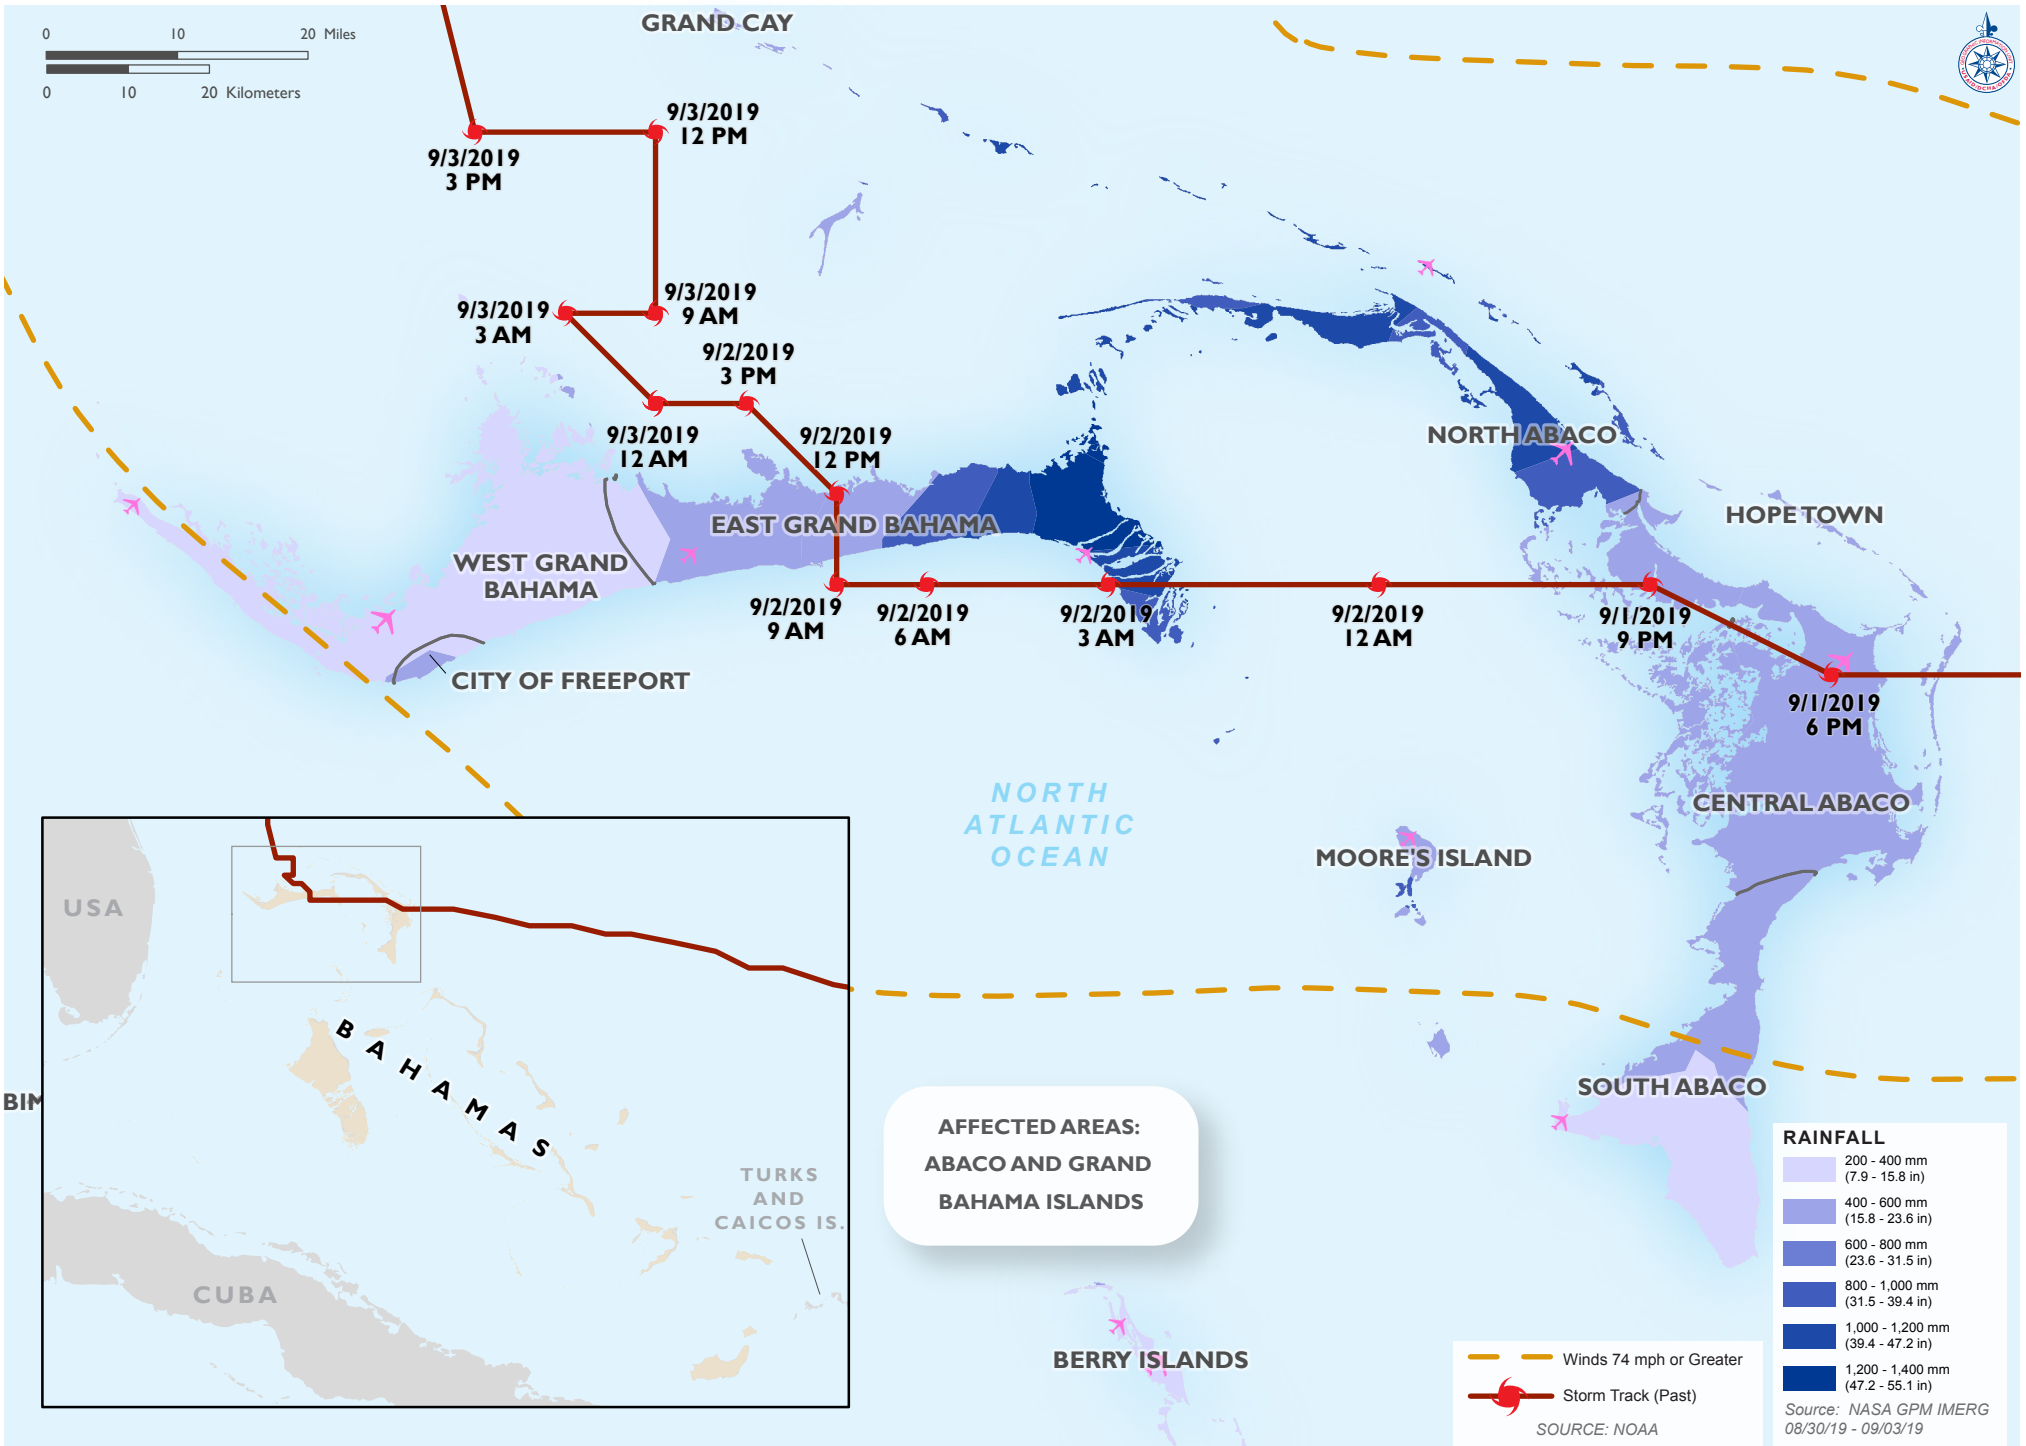 0 10 20 Miles
0 10 20 Kilometers
GRAND CAY
9/3/2019
12 PM
9/3/2019
3 PM
9/3/2019
9 AM
9/3/2019
3 AM
9/2/2019
3 PM
9/3/2019
12 AM
9/2/2019
12 PM
NORTH ABACO
HOPE TOWN
EAST GRAND BAHAMA
WEST GRAND
BAHAMA
9/2/2019
9 AM
9/2/2019
6 AM
9/2/2019
3 AM
9/2/2019
12 AM
9/1/2019
9 PM
9/1/2019
6 PM
CITY OF FREEPORT
NORTH
ATLANTIC
OCEAN
CENTRAL ABACO
MOORE'S ISLAND
USA
BAHAMAS
BIM
SOUTH ABACO
AFFECTED AREAS:
ABACO AND GRAND
BAHAMA ISLANDS
TURKS
AND
CAICOS IS.
CUBA
BERRY ISLANDS
Winds 74 mph or Greater
Storm Track (Past)
SOURCE: NOAA
RAINFALL
200 - 400 mm
(7.9 - 15.8 in)
400 - 600 mm
(15.8 - 23.6 in)
600 - 800 mm
(23.6 - 31.5 in)
800 - 1,000 mm
(31.5 - 39.4 in)
1,000 - 1,200 mm
(39.4 - 47.2 in)
1,200 - 1,400 mm
(47.2 - 55.1 in)
Source: NASA GPM IMERG
08/30/19 - 09/03/19